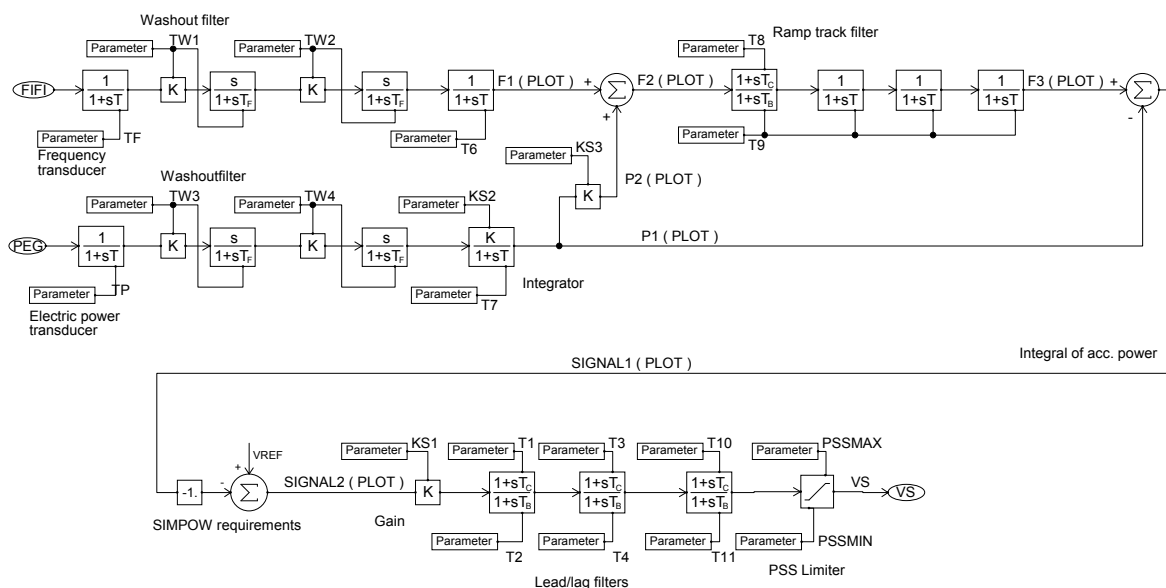 Washout filter
Ramp track filter
Parameter TW1 Parameter TW2 Parameter T8
FIFI 1 1+sT K s 1+sTF K s 1+sTF 1 1+sT F1 ( PLOT ) + Σ F2 ( PLOT ) 1+sTC 1+sTB 1 1+sT 1 1+sT 1 1+sT F3 ( PLOT ) + Σ
+ -
Parameter TF Parameter T6 Parameter T9
Frequency
transducer
Parameter KS3
Washoutfilter
Parameter TW3 Parameter TW4 Parameter KS2 K P2 ( PLOT )
PEG 1 1+sT K s 1+sTF K s 1+sTF K 1+sT P1 ( PLOT )
Integrator
Parameter TP Parameter T7
Electric power
transducer
Integral of acc. power
SIGNAL1 ( PLOT )
Parameter KS1 Parameter T1 Parameter T3 Parameter T10 Parameter PSSMAX
VREF
-1. - + Σ SIGNAL2 ( PLOT ) K 1+sTC 1+sTB 1+sTC 1+sTB 1+sTC 1+sTB VS VS
SIMPOW requirements
Gain
Parameter T2 Parameter T4 Parameter T11 Parameter PSSMIN
Lead/lag filters
PSS Limiter